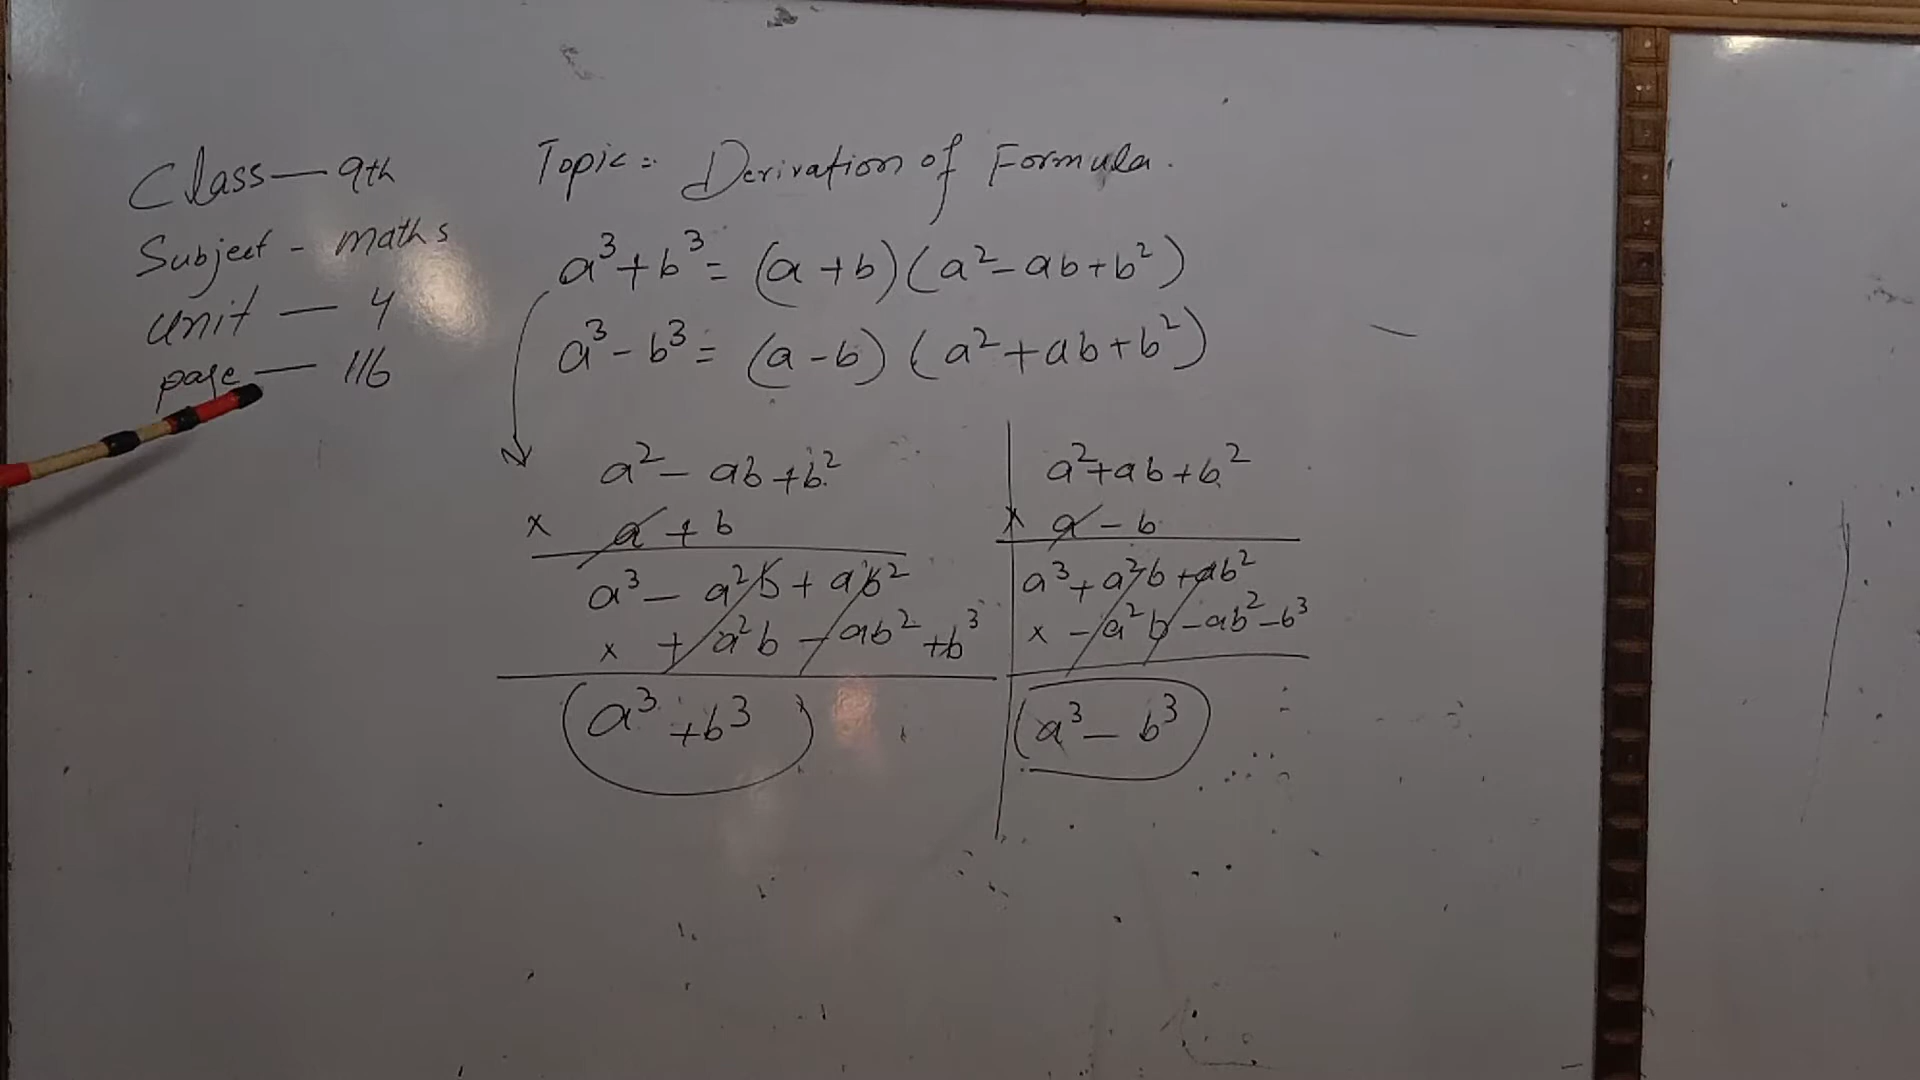 Class — 9th
Subject - maths
Unit — 4
page — 116
Topic = Derivation of Formula.
a³ + b³ = (a + b) (a² - ab + b²)
a³ - b³ = (a - b) (a² + ab + b²)
a² - ab + b²
× a + b
a³ - a²b + ab²
× + a²b - ab² + b³
a³ + b³
a² + ab + b²
× a - b
a³ + a²b + ab²
× - a²b - ab² - b³
a³ - b³